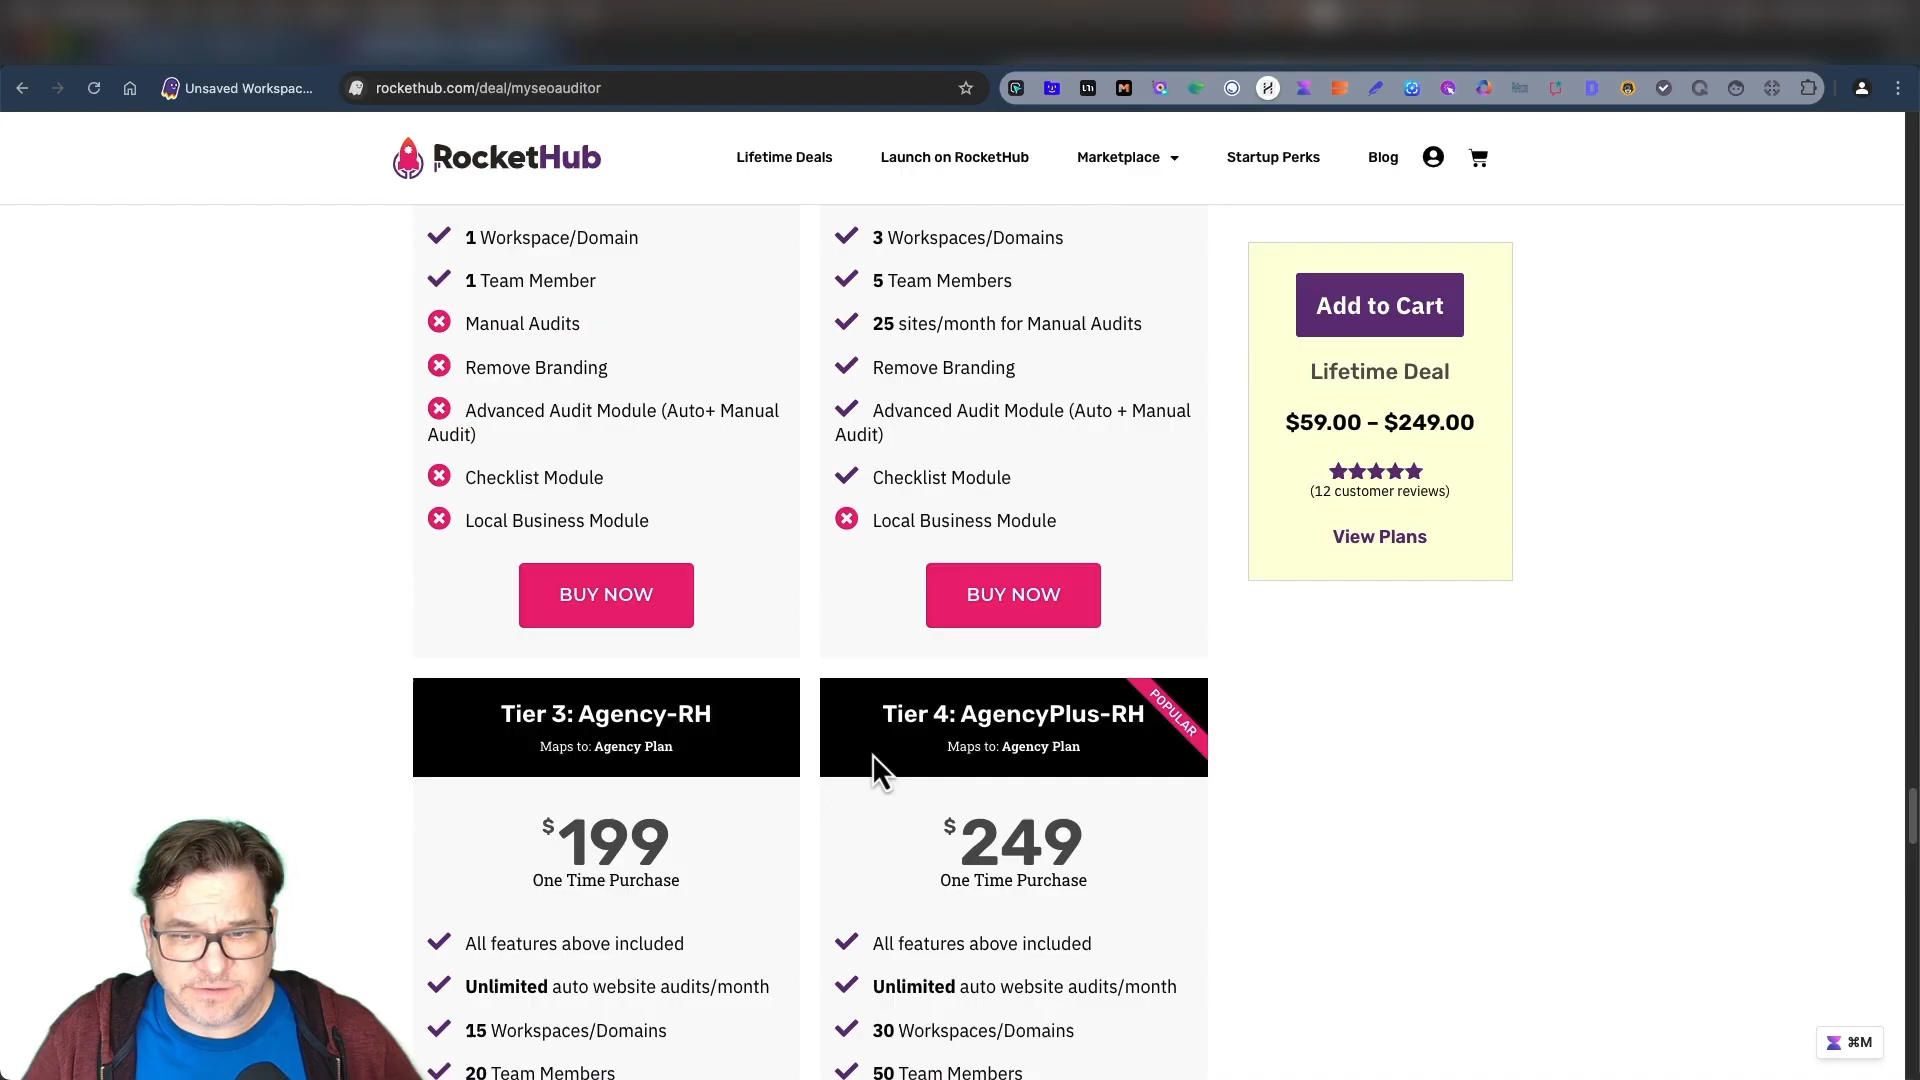 Unsaved Workspac...
rockethub.com/deal/myseoauditor
RocketHub
Lifetime Deals
Launch on RocketHub
Marketplace
Startup Perks
Blog
1 Workspace/Domain
1 Team Member
Manual Audits
Remove Branding
Advanced Audit Module (Auto+ Manual
Audit)
Checklist Module
Local Business Module
BUY NOW
3 Workspaces/Domains
5 Team Members
25 sites/month for Manual Audits
Remove Branding
Advanced Audit Module (Auto + Manual
Audit)
Checklist Module
Local Business Module
BUY NOW
Add to Cart
Lifetime Deal
$59.00 – $249.00
(12 customer reviews)
View Plans
Tier 3: Agency-RH
Maps to: Agency Plan
$199
One Time Purchase
All features above included
Unlimited auto website audits/month
15 Workspaces/Domains
20 Team Members
Tier 4: AgencyPlus-RH
POPULAR
Maps to: Agency Plan
$249
One Time Purchase
All features above included
Unlimited auto website audits/month
30 Workspaces/Domains
50 Team Members
⌘M